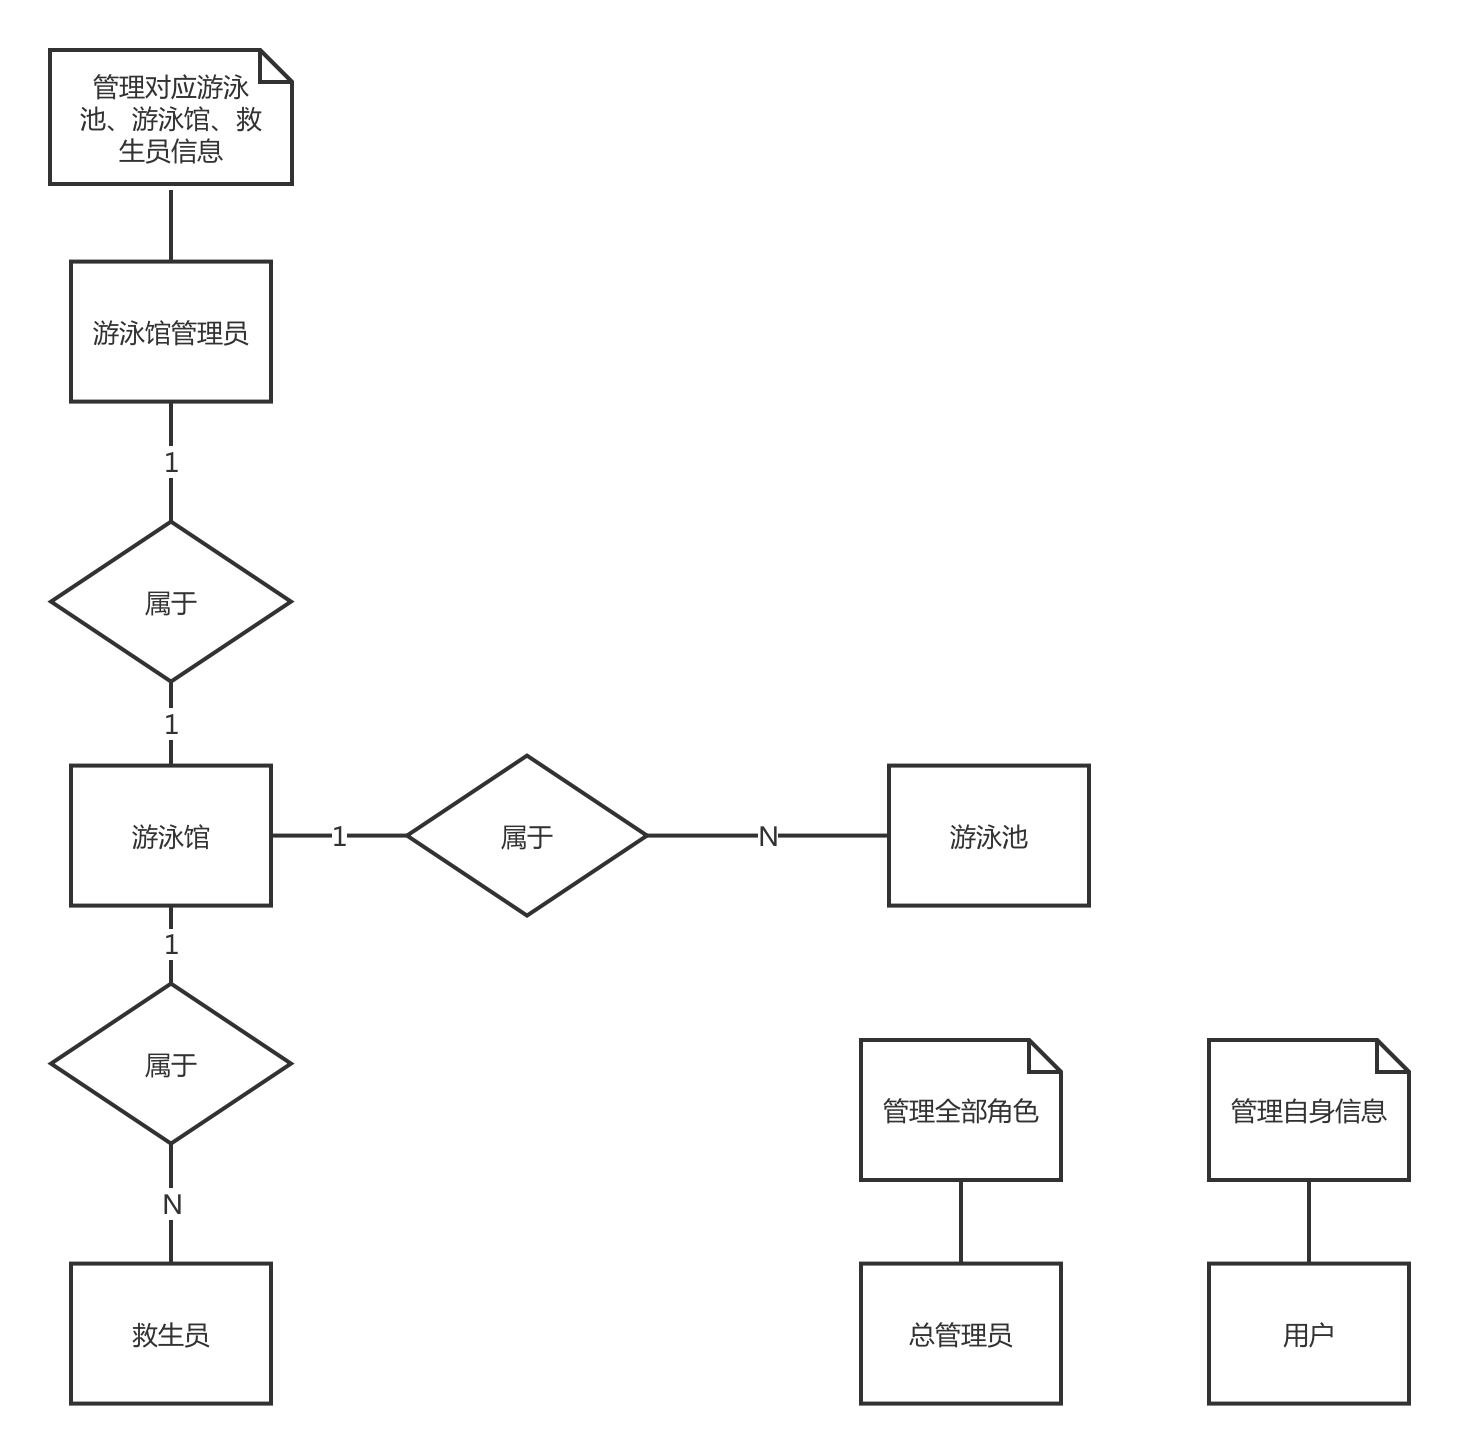 管理对应游泳
池、游泳馆、救
生员信息
游泳馆管理员
1
属于
1
游泳馆
1
属于
N
游泳池
1
属于
N
救生员
管理全部角色
总管理员
管理自身信息
用户